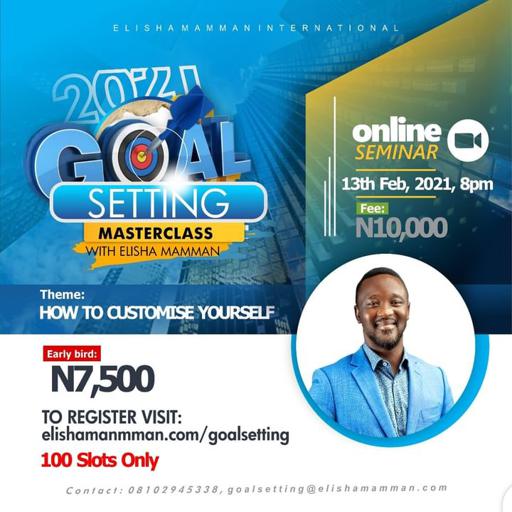 ELISHA MAMMAN INTERNATIONAL
2021
GOAL
SETTING
MASTERCLASS
WITH ELISHA MAMMAN
online
SEMINAR
13th Feb, 2021, 8pm
Fee:
N10,000
Theme:
HOW TO CUSTOMISE YOURSELF
Early bird:
N7,500
TO REGISTER VISIT:
elishamanmman.com/goalsetting
100 Slots Only
Contact: 08102945338, goalsetting@elishamamman.com